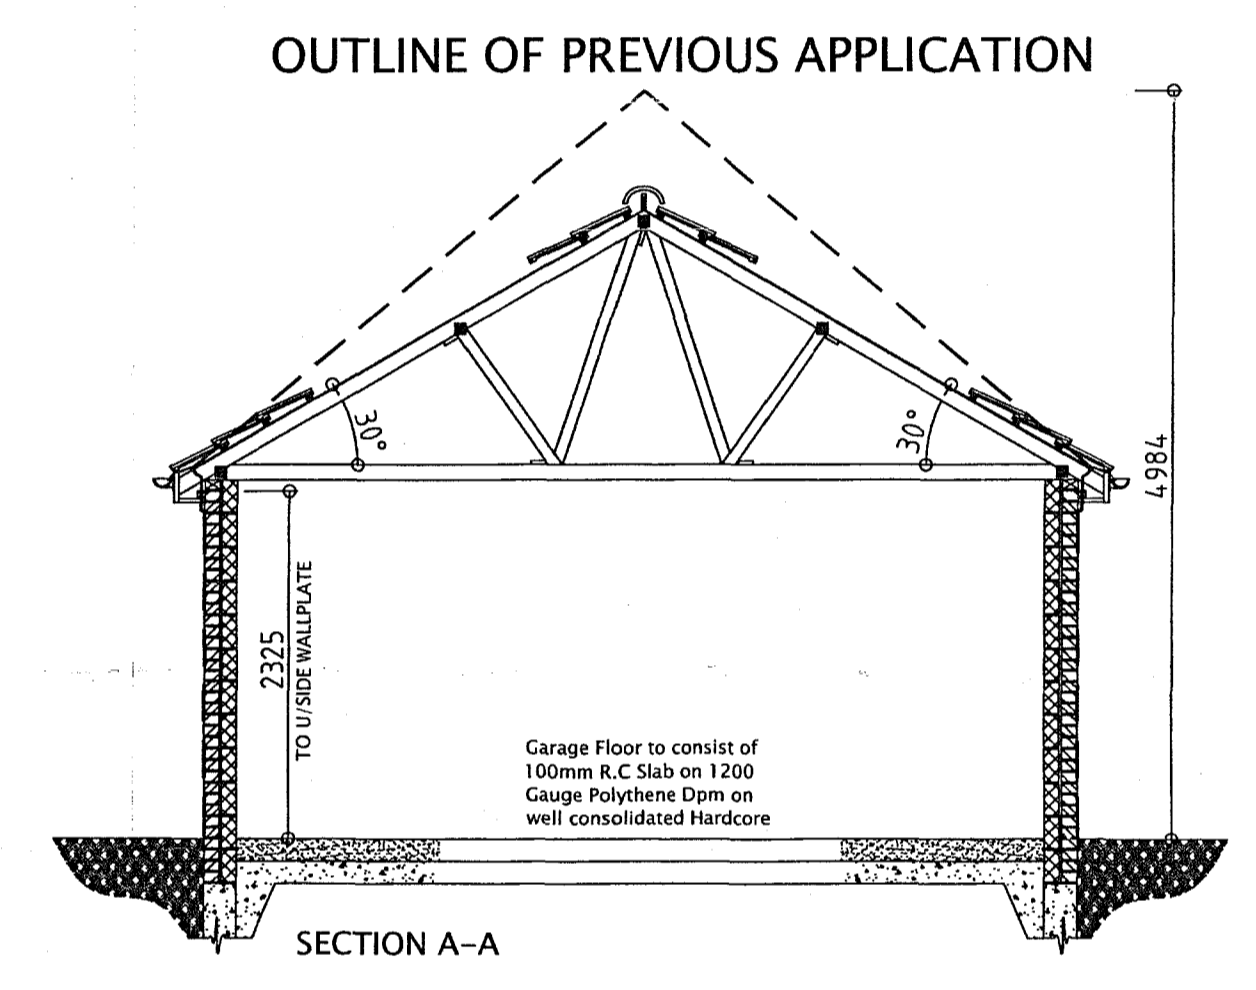 OUTLINE OF PREVIOUS APPLICATION
30°
30°
4984
2325
TO U/SIDE WALLPLATE
Garage Floor to consist of
100mm R.C Slab on 1200
Gauge Polythene Dpm on
well consolidated Hardcore
SECTION A-A